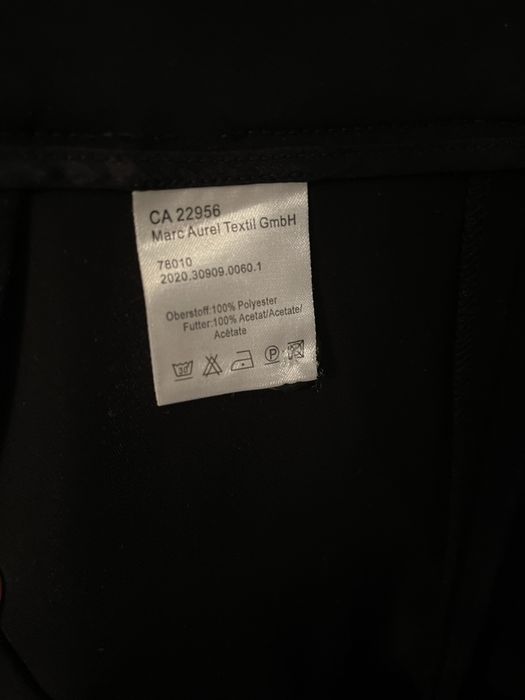 CA 22956
Marc Aurel Textil GmbH
78010
2020.30909.0060.1
Oberstoff:100% Polyester
Futter:100% Acetat/Acetate/
Acétate
30 P